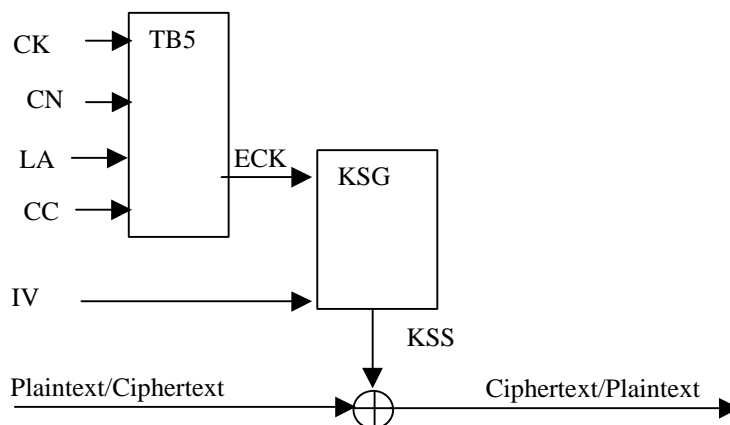 CK
TB5
CN
LA
ECK
KSG
CC
IV
KSS
Plaintext/Ciphertext
Ciphertext/Plaintext